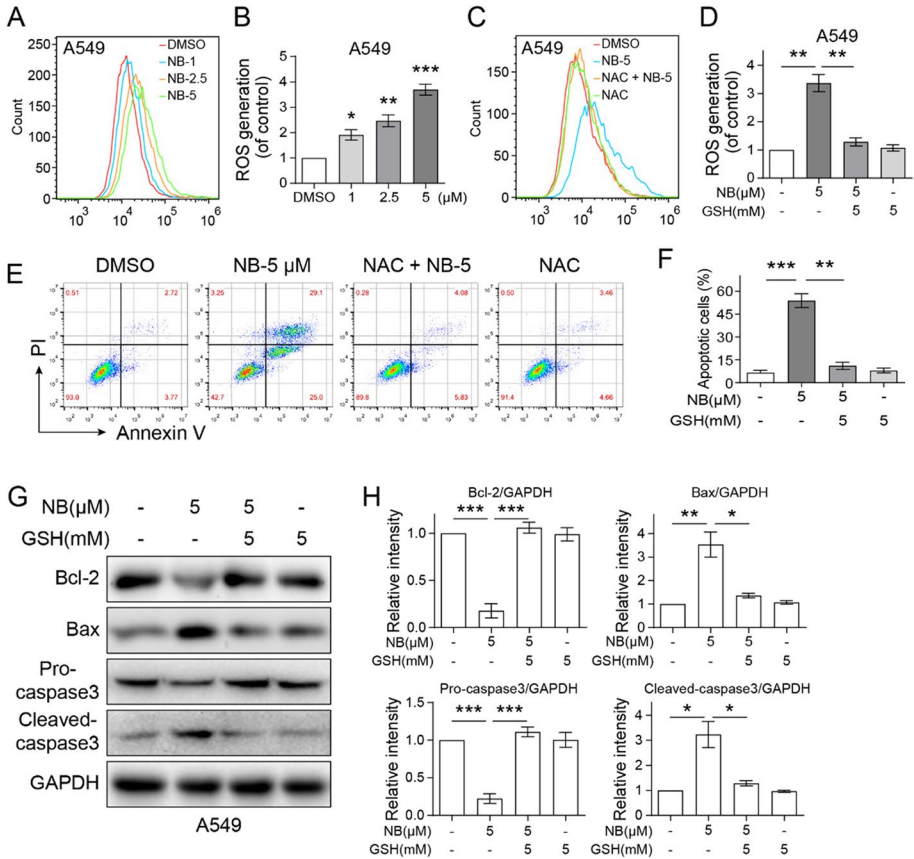 A
A549
DMSO
NB-1
NB-2.5
NB-5
Count
250
200
150
100
50
0
10³ 10⁴ 10⁵ 10⁶
B
A549
ROS generation
(of control)
5
4
3
2
1
0
*
**
***
DMSO 1 2.5 5 (μM)
C
A549
DMSO
NB-5
NAC + NB-5
NAC
Count
200
150
100
50
0
10³ 10⁴ 10⁵ 10⁶
D
A549
ROS generation
(of control)
4
3
2
1
0
** **
NB(μM) - 5 5 -
GSH(mM) - - 5 5
E
DMSO NB-5 μM NAC + NB-5 NAC
0.51 2.72 3.25 29.1 0.28 4.08 0.50 3.46
93.0 3.77 42.7 25.0 89.8 5.83 91.4 4.66
PI
Annexin V
F
Apoptotic cells (%)
60
45
30
15
0
*** **
NB(μM) - 5 5 -
GSH(mM) - - 5 5
G
NB(μM) - 5 5 -
GSH(mM) - - 5 5
Bcl-2
Bax
Pro-
caspase3
Cleaved-
caspase3
GAPDH
A549
H
Bcl-2/GAPDH
Relative intensity
1.0
0.5
0.0
*** ***
NB(μM) - 5 5 -
GSH(mM) - - 5 5
Bax/GAPDH
Relative intensity
4
3
2
1
0
** *
NB(μM) - 5 5 -
GSH(mM) - - 5 5
Pro-caspase3/GAPDH
Relative intensity
1.5
1.0
0.5
0.0
*** ***
NB(μM) - 5 5 -
GSH(mM) - - 5 5
Cleaved-caspase3/GAPDH
Relative intensity
4
3
2
1
0
* *
NB(μM) - 5 5 -
GSH(mM) - - 5 5